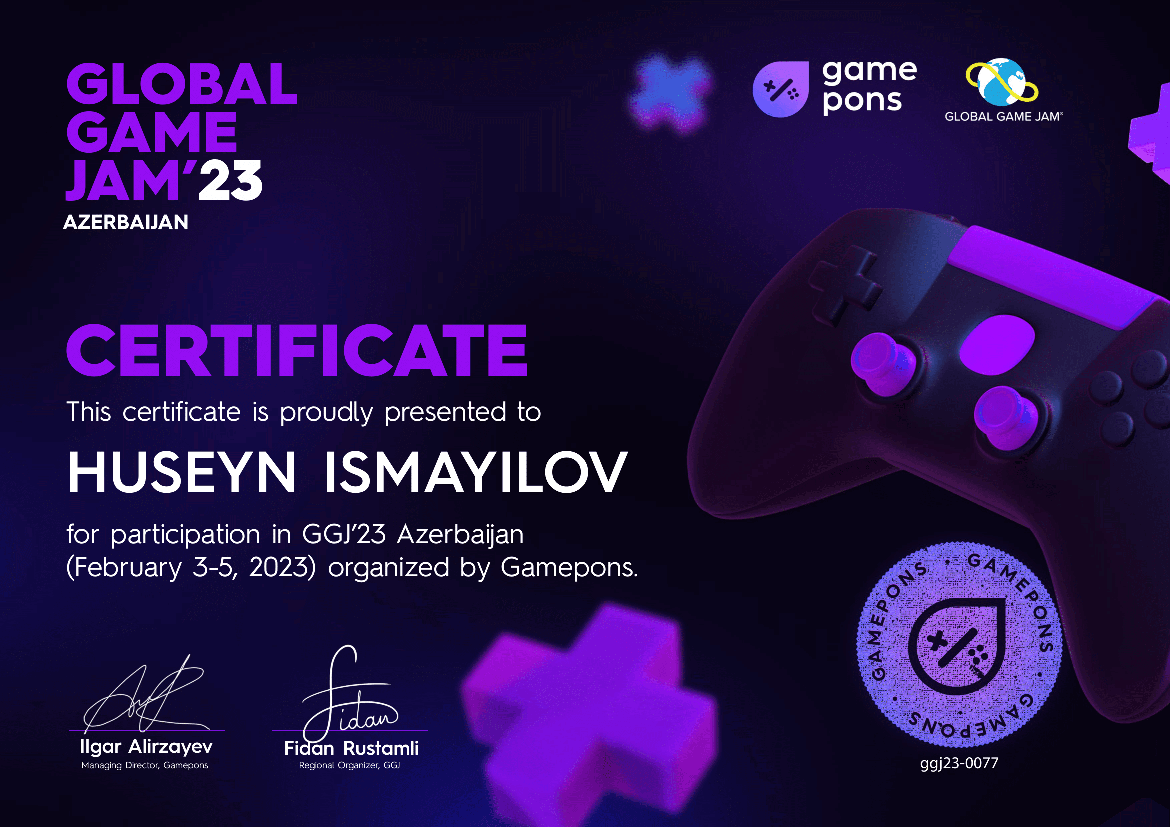 GLOBAL
GAME
JAM'23
AZERBAIJAN
game
pons
GLOBAL GAME JAM®
CERTIFICATE
This certificate is proudly presented to
HUSEYN ISMAYILOV
for participation in GGJ'23 Azerbaijan
(February 3-5, 2023) organized by Gamepons.
GAMEPONS • GAMEPONS • GAMEPONS •
Fidan
Ilgar Alirzayev
Managing Director, Gamepons
Fidan Rustamli
Regional Organizer, GGJ
ggj23-0077